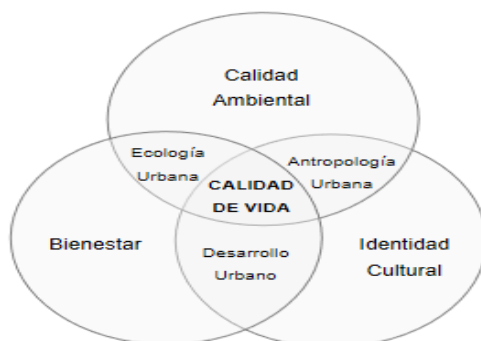 Calidad
Ambiental
Ecología
Urbana
Antropología
Urbana
CALIDAD
DE VIDA
Bienestar
Desarrollo
Urbano
Identidad
Cultural